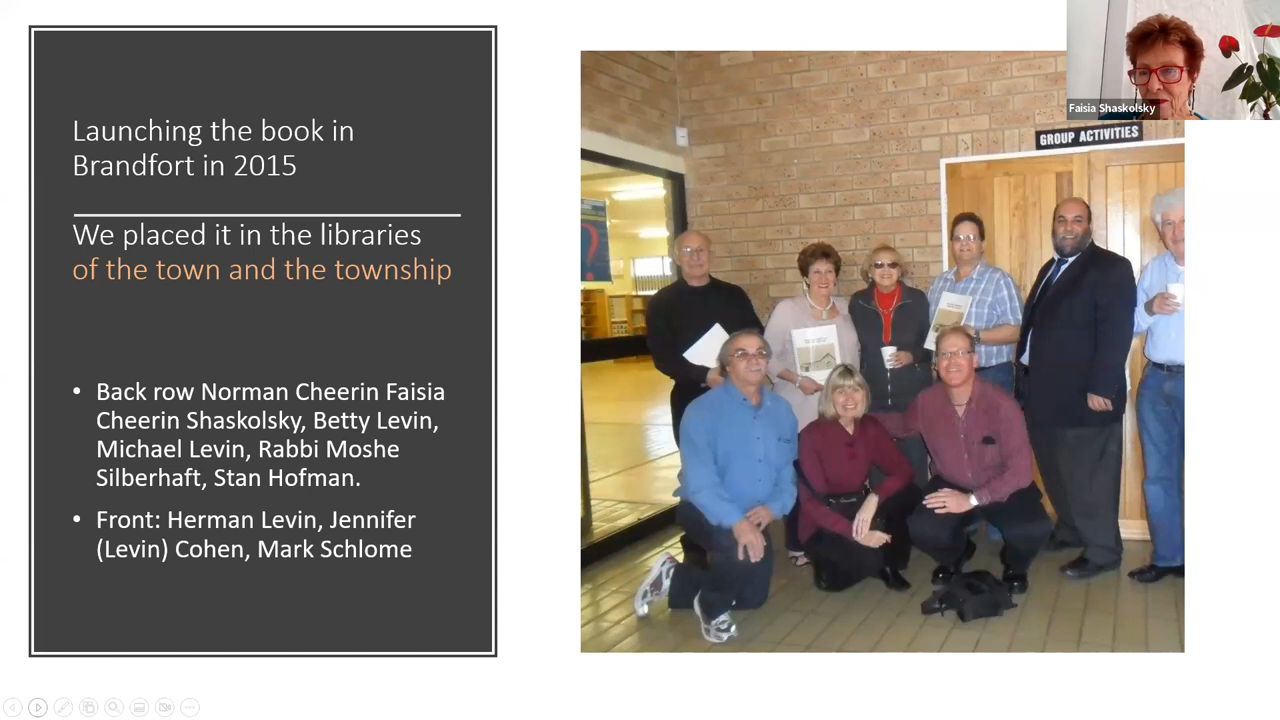 Launching the book in
Brandfort in 2015
We placed it in the libraries
of the town and the township
• Back row Norman Cheerin Faisia
Cheerin Shaskolsky, Betty Levin,
Michael Levin, Rabbi Moshe
Silberhaft, Stan Hofman.
• Front: Herman Levin, Jennifer
(Levin) Cohen, Mark Schlome
GROUP ACTIVITIES
Faisia Shaskolsky